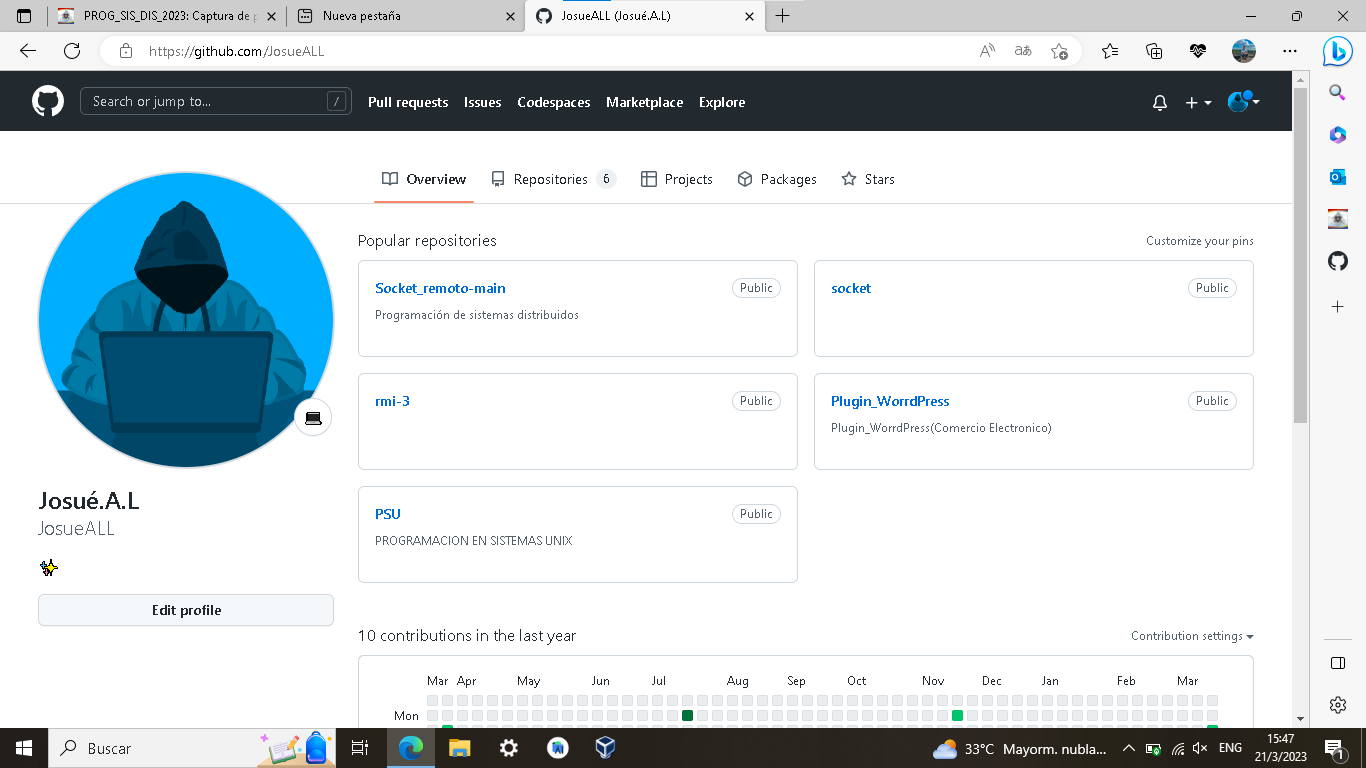 PROG_SIS_DIS_2023: Captura de p
Nueva pestaña
JosueALL (Josué.A.L)
https://github.com/JosueALL
Search or jump to...
/
Pull requests
Issues
Codespaces
Marketplace
Explore
Overview
Repositories 6
Projects
Packages
Stars
Popular repositories
Customize your pins
Socket_remoto-main
Public
Programación de sistemas distribuidos
socket
Public
rmi-3
Public
Plugin_WorrdPress
Public
Plugin_WorrdPress(Comercio Electronico)
PSU
Public
PROGRAMACION EN SISTEMAS UNIX
Josué.A.L
JosueALL
Edit profile
10 contributions in the last year
Contribution settings
Mar Apr May Jun Jul Aug Sep Oct Nov Dec Jan Feb Mar
Mon
Buscar
33°C Mayorm. nubla...
ENG
15:47
21/3/2023
1